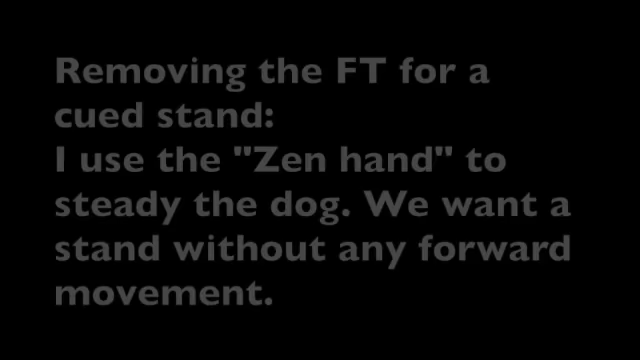 Removing the FT for a
cued stand:
I use the "Zen hand" to
steady the dog. We want a
stand without any forward
movement.